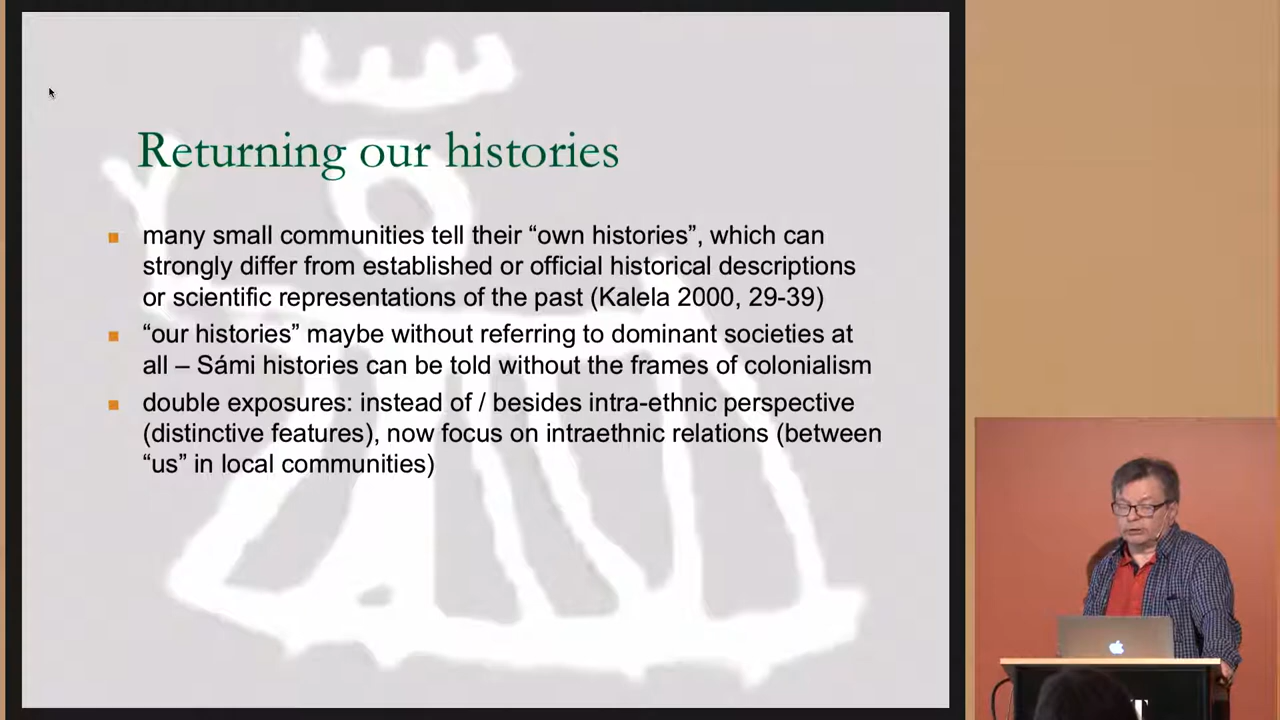 Returning our histories
many small communities tell their “own histories”, which can
strongly differ from established or official historical descriptions
or scientific representations of the past (Kalela 2000, 29-39)
“our histories” maybe without referring to dominant societies at
all – Sámi histories can be told without the frames of colonialism
double exposures: instead of / besides intra-ethnic perspective
(distinctive features), now focus on intraethnic relations (between
“us” in local communities)